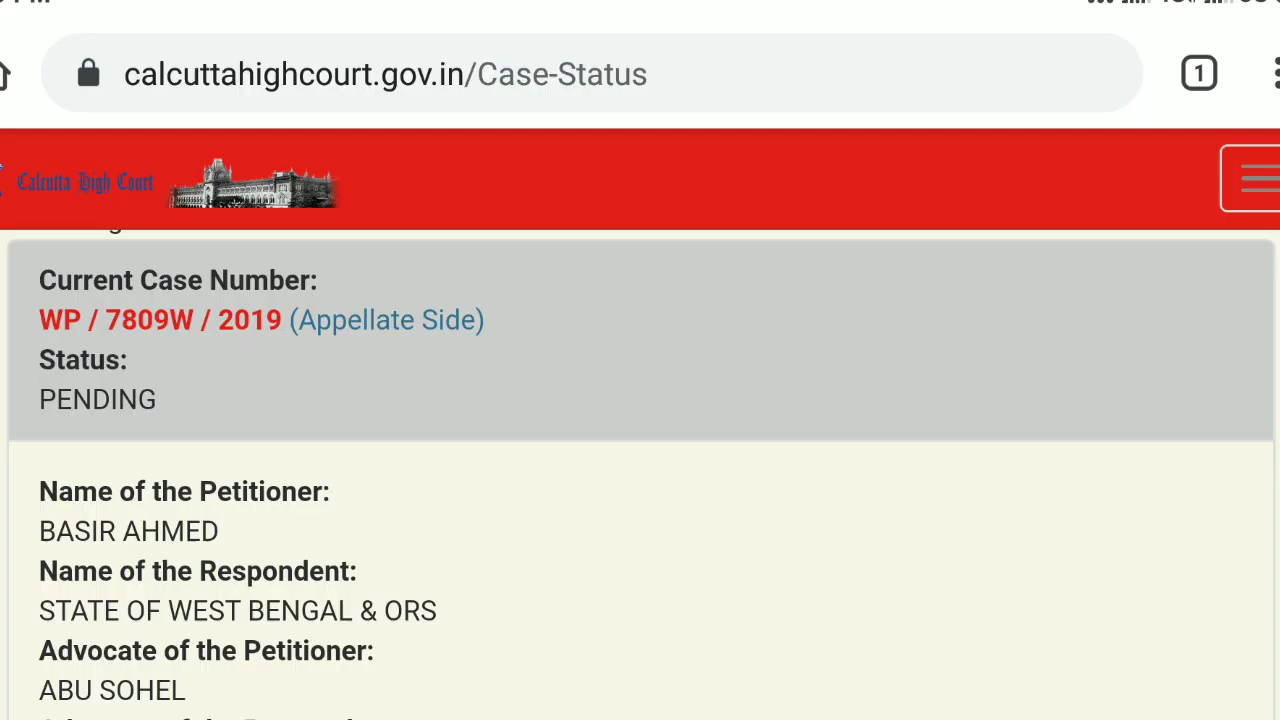 calcuttahighcourt.gov.in/Case-Status
1
Calcutta High Court
Current Case Number:
WP / 7809W / 2019 (Appellate Side)
Status:
PENDING
Name of the Petitioner:
BASIR AHMED
Name of the Respondent:
STATE OF WEST BENGAL & ORS
Advocate of the Petitioner:
ABU SOHEL